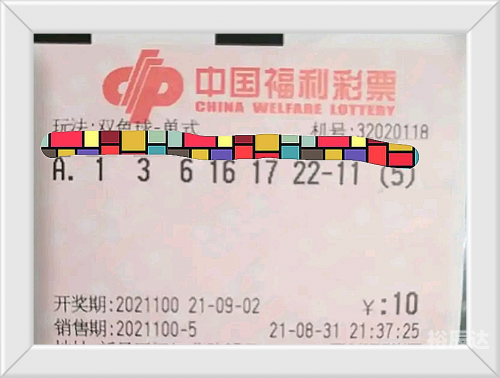 中国福利彩票
CHINA WELFARE LOTTERY
玩法:双色球-单式 机号:32020118
A. 1 3 6 16 17 22-11 (5)
开奖期:2021100 21-09-02 ¥:10
销售期:2021100-5 21-08-31 21:37:25